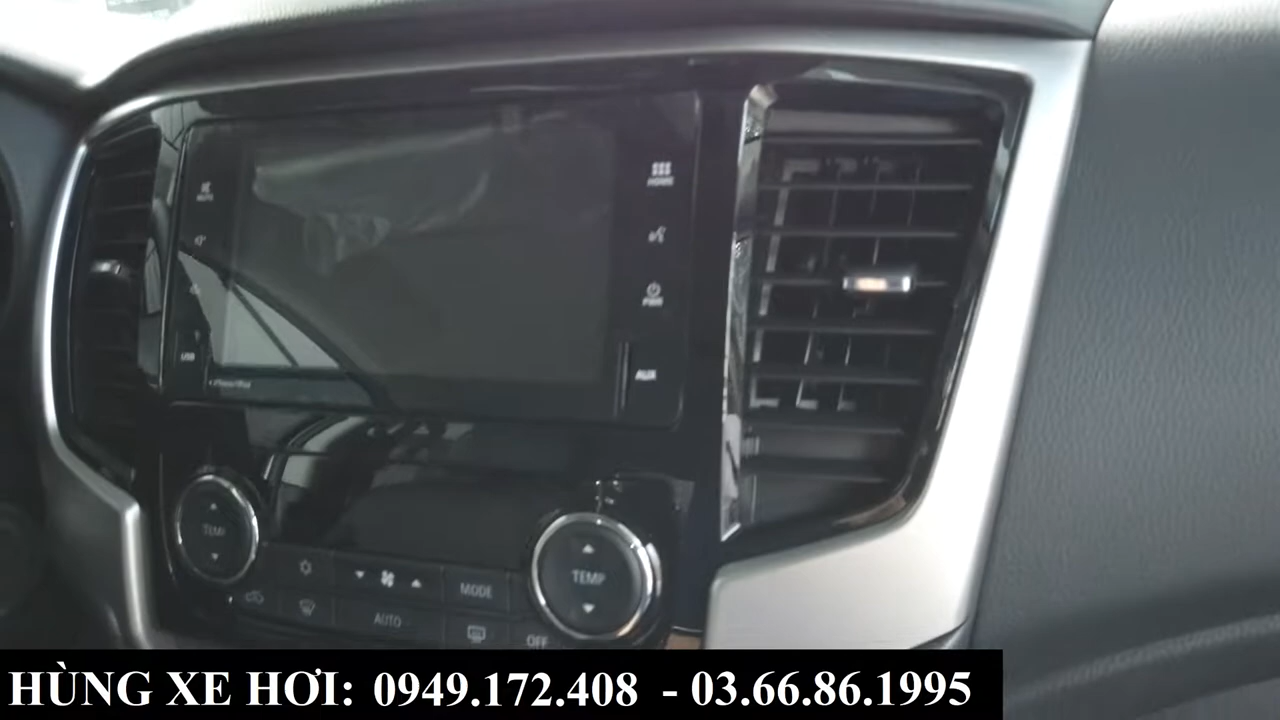 MUTE
HOME
PWR
USB
AUX
TEMP
TEMP
MODE
AUTO
OFF
HÙNG XE HƠI: 0949.172.408 - 03.66.86.1995